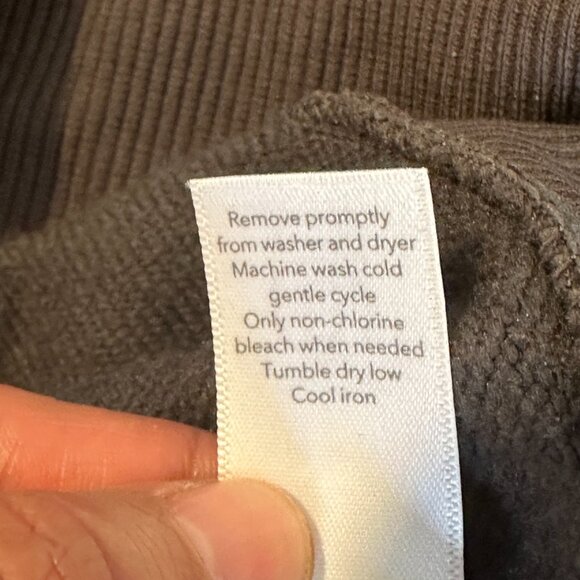 Remove promptly
from washer and dryer
Machine wash cold
gentle cycle
Only non-chlorine
bleach when needed
Tumble dry low
Cool iron